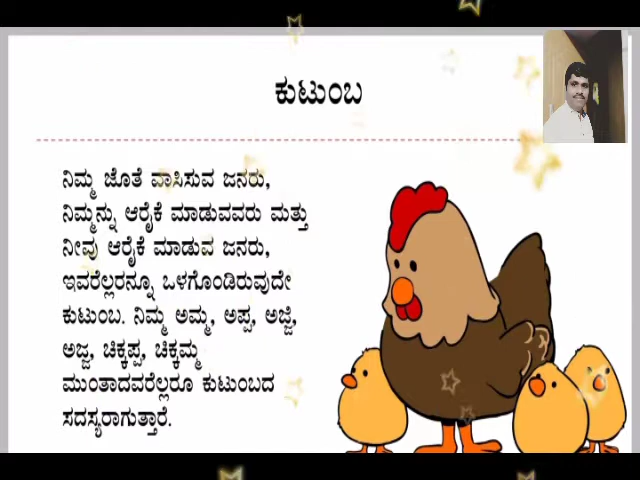 ಕುಟುಂಬ
ನಿಮ್ಮ ಜೊತೆ ವಾಸಿಸುವ ಜನರು,
ನಿಮ್ಮನ್ನು ಆರೈಕೆ ಮಾಡುವವರು ಮತ್ತು
ನೀವು ಆರೈಕೆ ಮಾಡುವ ಜನರು,
ಇವರೆಲ್ಲರನ್ನೂ ಒಳಗೊಂಡಿರುವುದೇ
ಕುಟುಂಬ. ನಿಮ್ಮ ಅಮ್ಮ, ಅಪ್ಪ, ಅಜ್ಜಿ,
ಅಜ್ಜ, ಚಿಕ್ಕಪ್ಪ, ಚಿಕ್ಕಮ್ಮ
ಮುಂತಾದವರೆಲ್ಲರೂ ಕುಟುಂಬದ
ಸದಸ್ಯರಾಗುತ್ತಾರೆ.